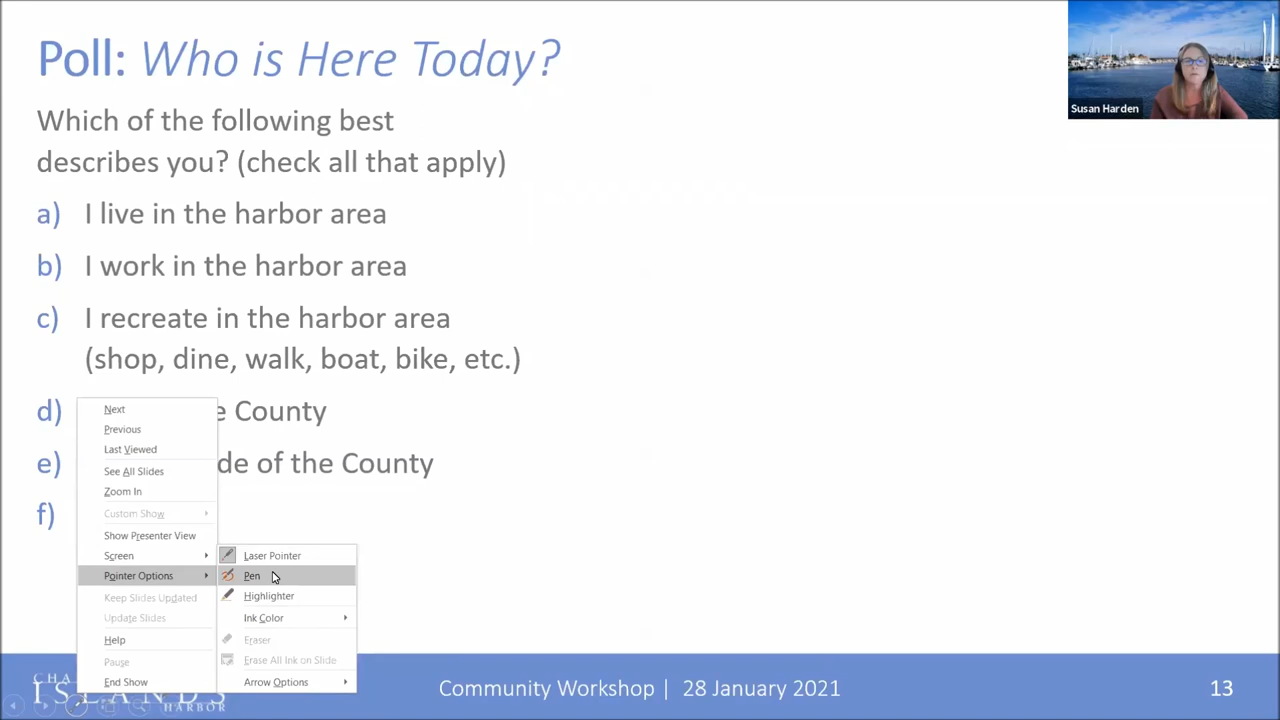 Poll: Who is Here Today?
Susan Harden
Which of the following best
describes you? (check all that apply)
a) I live in the harbor area
b) I work in the harbor area
c) I recreate in the harbor area
(shop, dine, walk, boat, bike, etc.)
d) County
e) of the County
f)
Next
Previous
Last Viewed
See All Slides
Zoom In
Custom Show
Show Presenter View
Screen
Pointer Options
Keep Slides Updated
Update Slides
Help
Pause
End Show
Laser Pointer
Pen
Highlighter
Ink Color
Eraser
Erase All Ink on Slide
Arrow Options
ISLANDS
HARBOR
Community Workshop | 28 January 2021
13